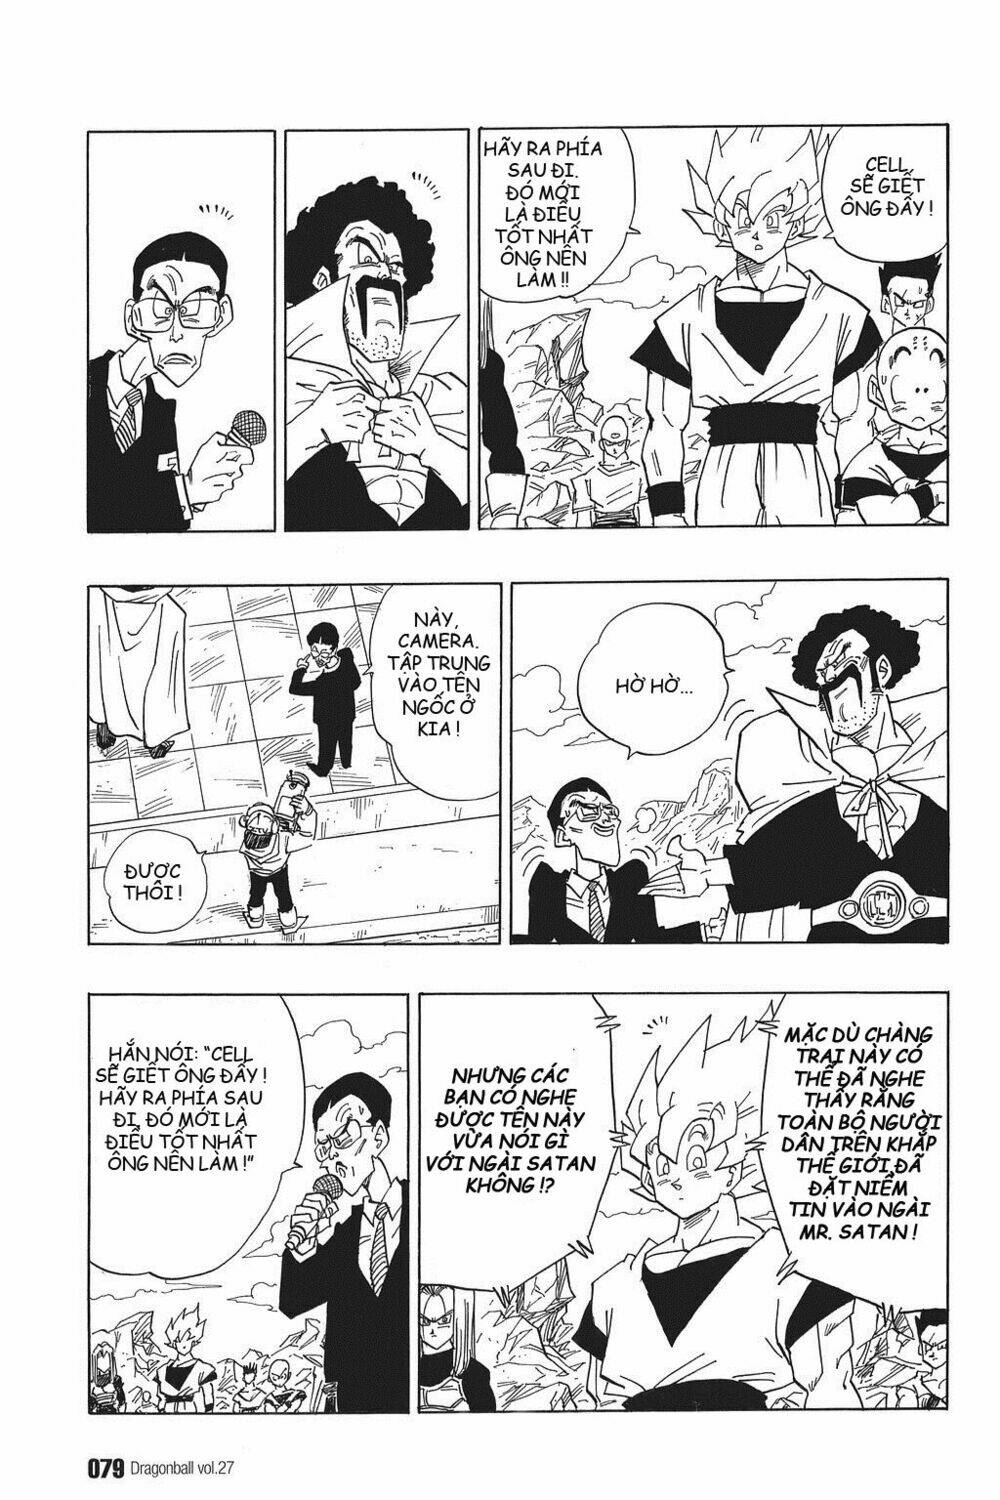 CELL
SẼ GIẾT
ÔNG ĐẤY !
HÃY RA PHÍA
SAU ĐI.
ĐÓ MỚI
LÀ ĐIỀU
TỐT NHẤT
ÔNG NÊN
LÀM !!
HỜ HỜ...
NÀY,
CAMERA.
TẬP TRUNG
VÀO TÊN
NGỐC Ở
KIA !
ĐƯỢC
THÔI !
MẶC DÙ CHÀNG
TRAI NÀY CÓ
THỂ ĐÃ NGHE
THẤY RẰNG
TOÀN BỘ NGƯỜI
DÂN TRÊN KHẮP
THẾ GIỚI ĐÃ
ĐẶT NIỀM
TIN VÀO NGÀI
MR. SATAN !
NHƯNG CÁC
BẠN CÓ NGHE
ĐƯỢC TÊN NÀY
VỪA NÓI GÌ
VỚI NGÀI SATAN
KHÔNG !?
HẮN NÓI: “CELL
SẼ GIẾT ÔNG ĐẤY !
HÃY RA PHÍA SAU
ĐI, ĐÓ MỚI LÀ
ĐIỀU TỐT NHẤT
ÔNG NÊN LÀM !”
079 Dragonball vol.27